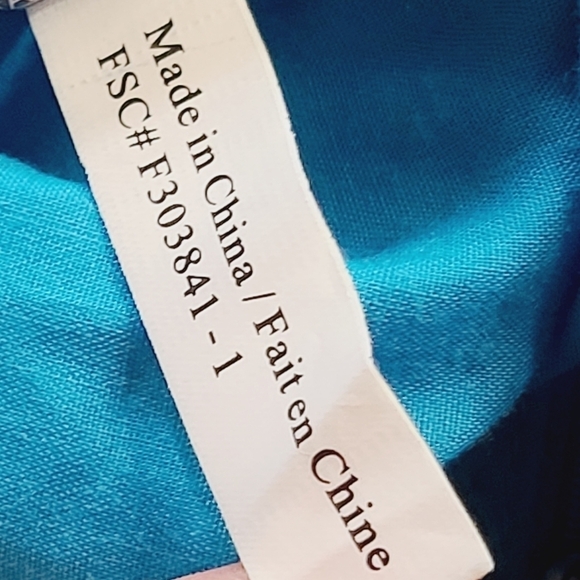 Made in China / Fait en Chine
FSC# F303841 - 1